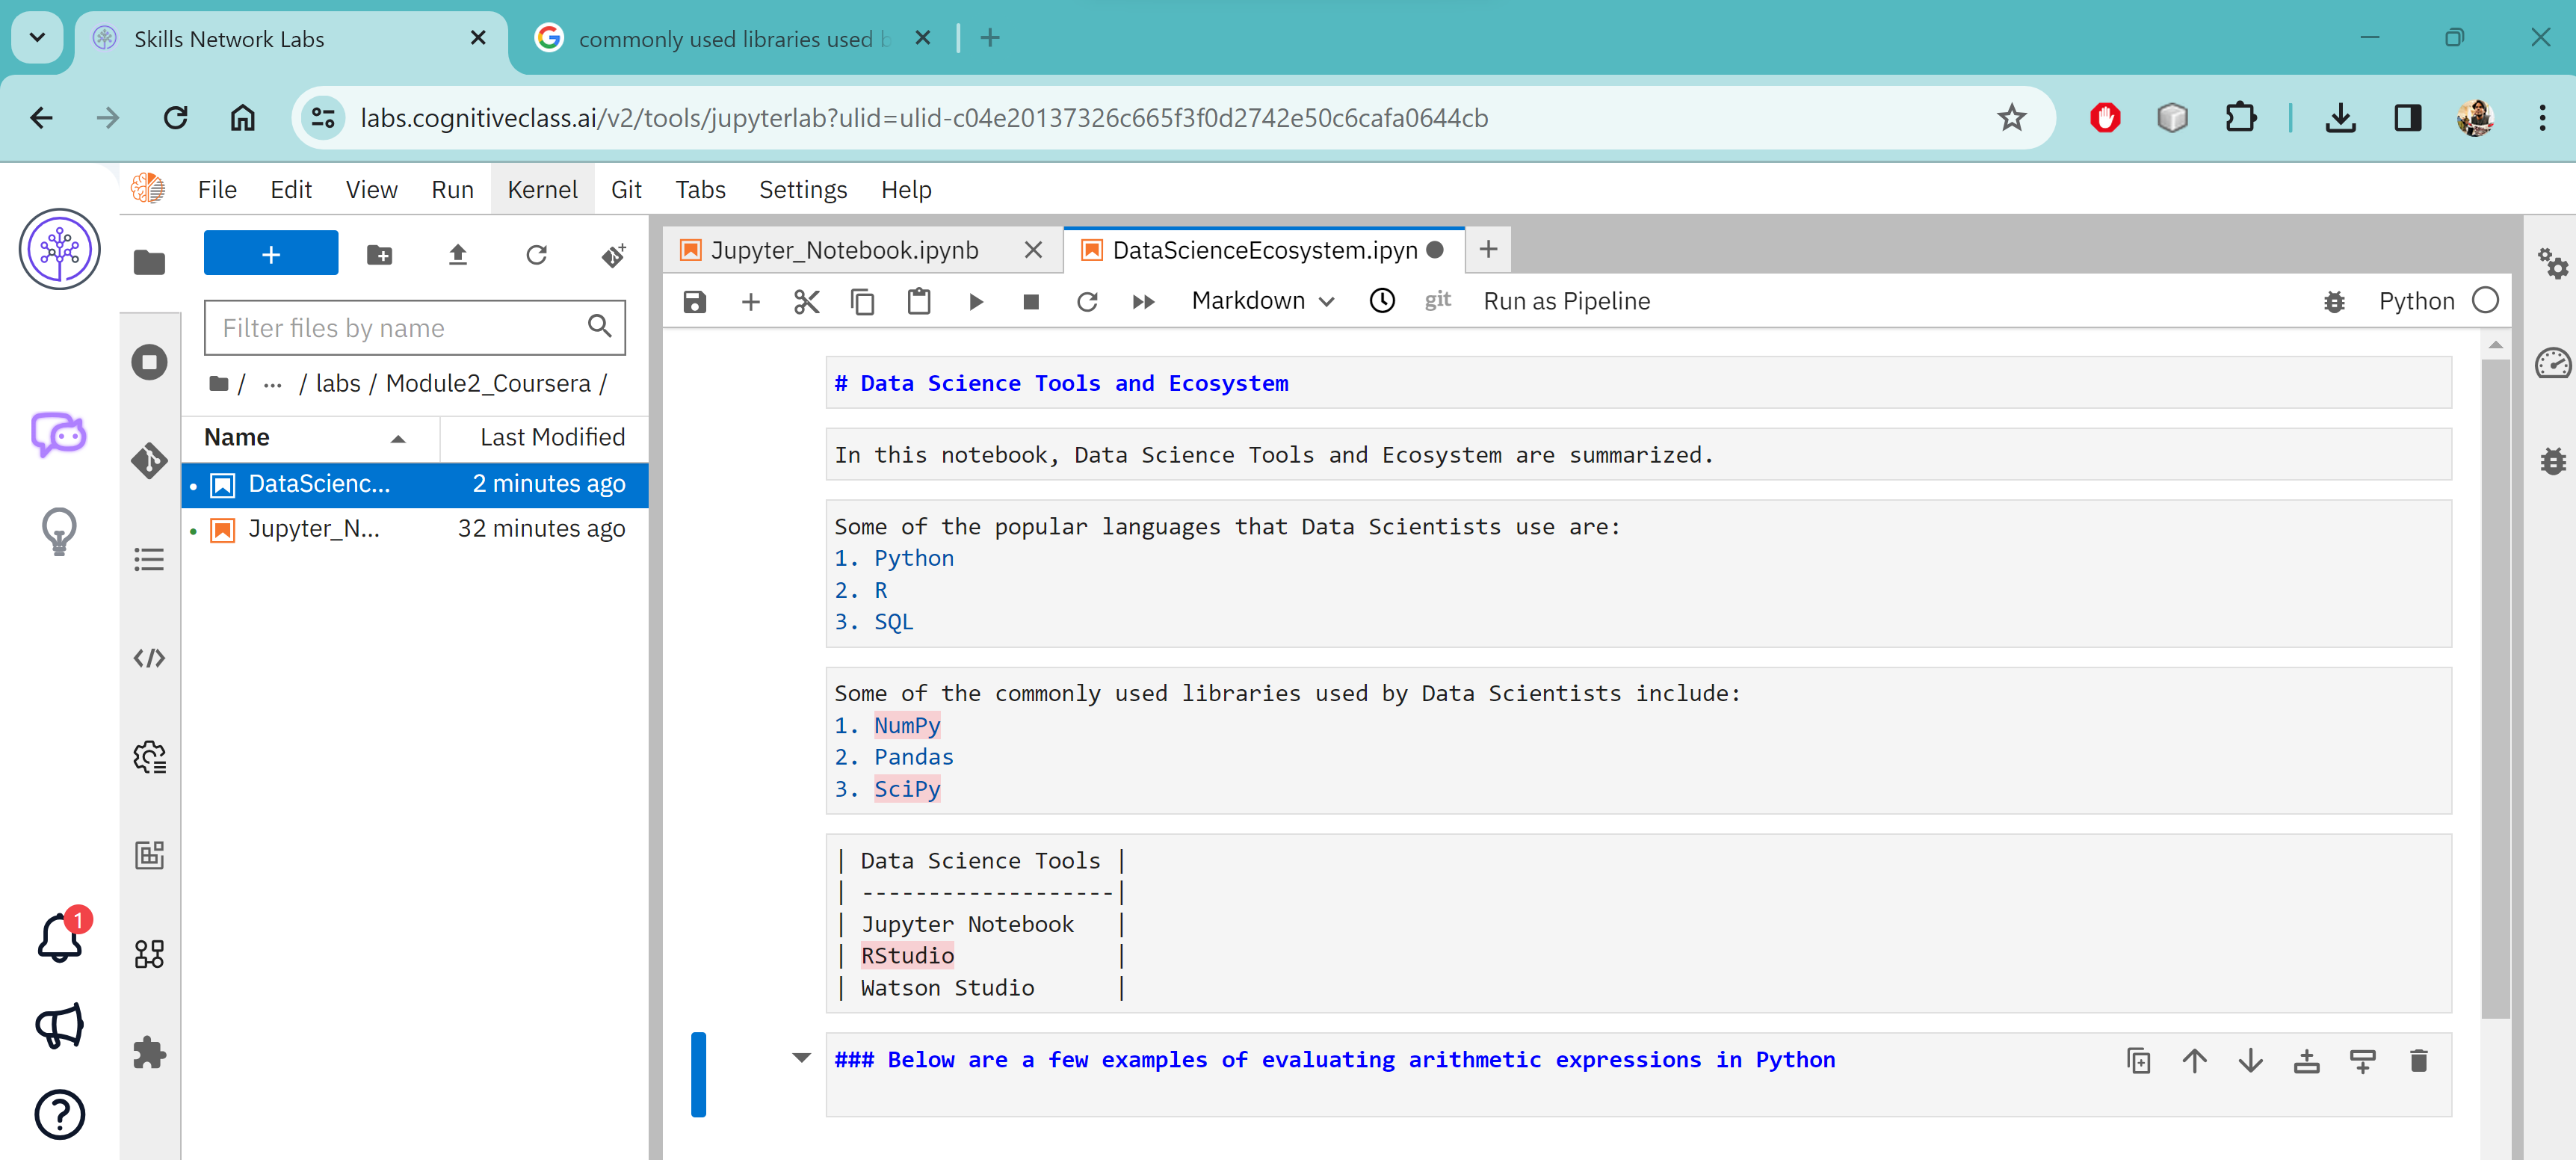 Skills Network Labs
commonly used libraries used b
labs.cognitiveclass.ai/v2/tools/jupyterlab?ulid=ulid-c04e20137326c665f3f0d2742e50c6cafa0644cb
File Edit View Run Kernel Git Tabs Settings Help
Jupyter_Notebook.ipynb
DataScienceEcosystem.ipyn
Markdown
git
Run as Pipeline
Python
Filter files by name
/ ... / labs / Module2_Coursera /
Name Last Modified
DataScienc... 2 minutes ago
Jupyter_N... 32 minutes ago
1
# Data Science Tools and Ecosystem
In this notebook, Data Science Tools and Ecosystem are summarized.
Some of the popular languages that Data Scientists use are:
1. Python
2. R
3. SQL
Some of the commonly used libraries used by Data Scientists include:
1. NumPy
2. Pandas
3. SciPy
| Data Science Tools |
| -------------------|
| Jupyter Notebook   |
| RStudio            |
| Watson Studio      |
### Below are a few examples of evaluating arithmetic expressions in Python